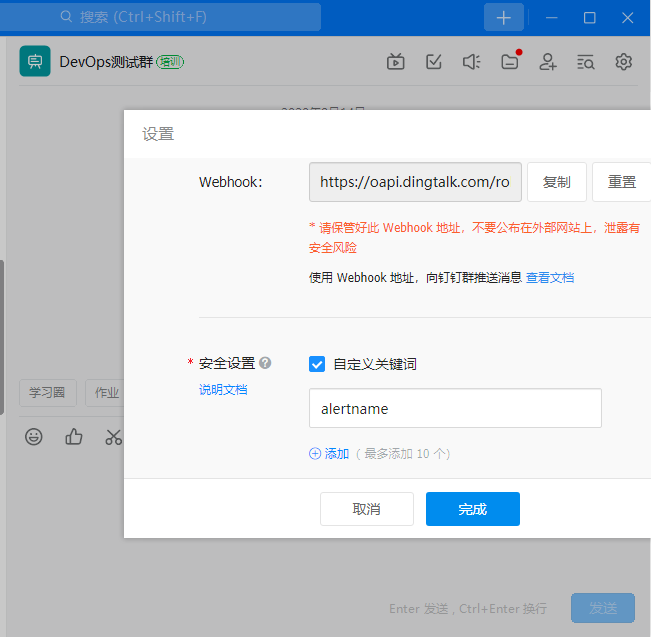 搜索 (Ctrl+Shift+F)
DevOps测试群 培训
设置
Webhook: https://oapi.dingtalk.com/ro 复制 重置
* 请保管好此 Webhook 地址，不要公布在外部网站上，泄露有
安全风险
使用 Webhook 地址，向钉钉群推送消息 查看文档
* 安全设置 ? 自定义关键词
说明文档
alertname
添加 ( 最多添加 10 个)
学习圈 作业
取消 完成
Enter 发送 , Ctrl+Enter 换行 发送